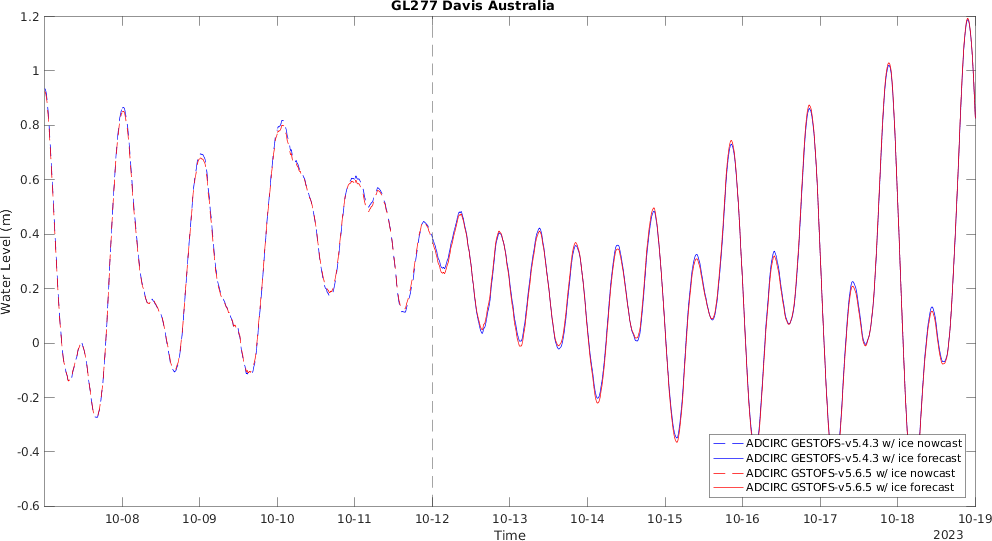 GL277 Davis Australia
1.2
1
0.8
0.6
0.4
0.2
0
-0.2
-0.4
-0.6
Water Level (m)
10-08 10-09 10-10 10-11 10-12 10-13 10-14 10-15 10-16 10-17 10-18 10-19
Time
2023
ADCIRC GESTOFS-v5.4.3 w/ ice nowcast
ADCIRC GESTOFS-v5.4.3 w/ ice forecast
ADCIRC GSTOFS-v5.6.5 w/ ice nowcast
ADCIRC GSTOFS-v5.6.5 w/ ice forecast